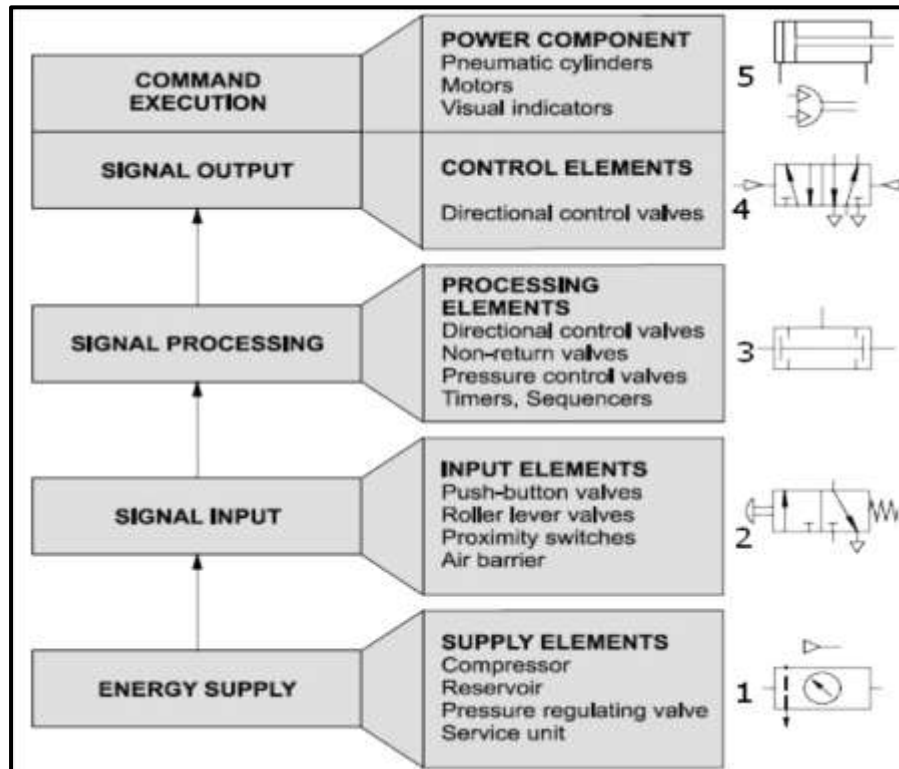 COMMAND
EXECUTION
POWER COMPONENT
Pneumatic cylinders
Motors
Visual indicators
5
SIGNAL OUTPUT
CONTROL ELEMENTS
Directional control valves
4
SIGNAL PROCESSING
PROCESSING
ELEMENTS
Directional control valves
Non-return valves
Pressure control valves
Timers, Sequencers
3
SIGNAL INPUT
INPUT ELEMENTS
Push-button valves
Roller lever valves
Proximity switches
Air barrier
2
ENERGY SUPPLY
SUPPLY ELEMENTS
Compressor
Reservoir
Pressure regulating valve
Service unit
1